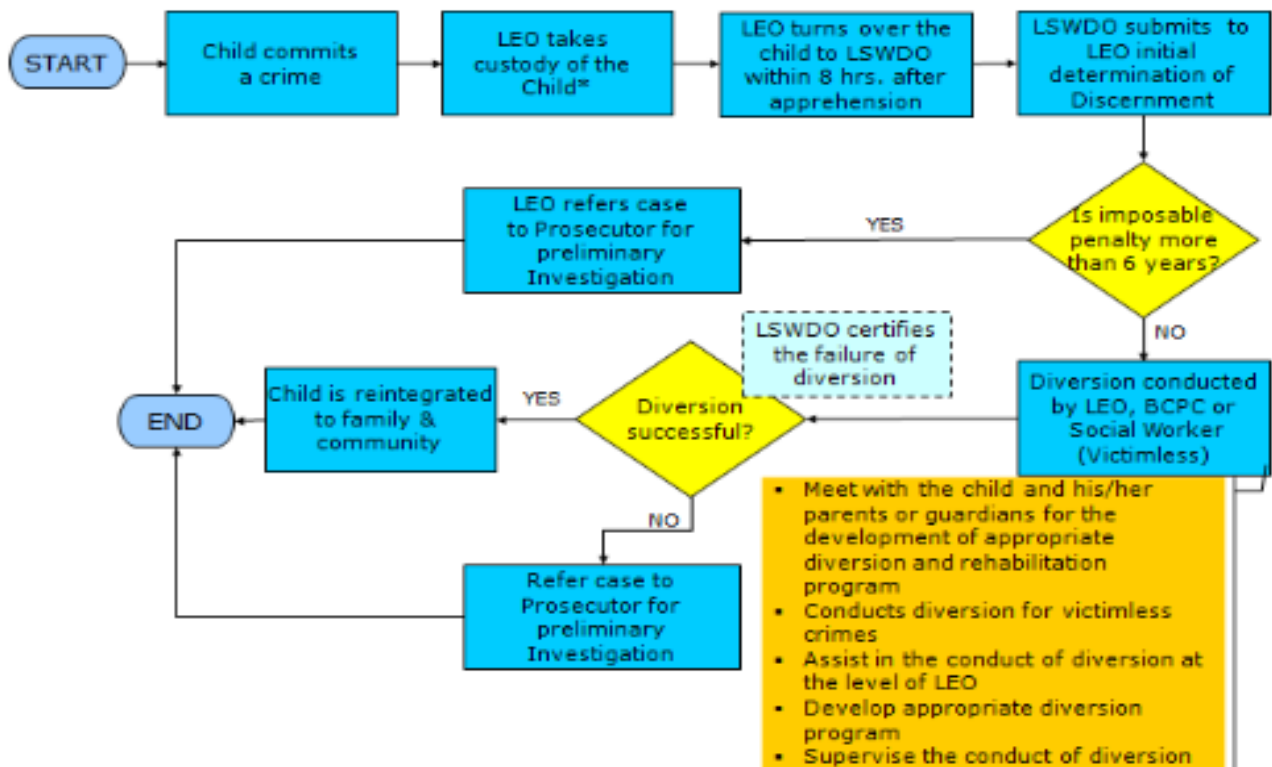 START
Child commits
a crime
LEO takes
custody of the
Child*
LEO turns over the
child to LSWDO
within 8 hrs. after
apprehension
LSWDO submits to
LEO initial
determination of
Discernment
LEO refers case
to Prosecutor for
preliminary
Investigation
YES
Is imposable
penalty more
than 6 years?
NO
LSWDO certifies
the failure of
diversion
END
Child is reintegrated
to family &
community
YES
Diversion
successful?
Diversion conducted
by LEO, BCPC or
Social Worker
(Victimless)
NO
Refer case to
Prosecutor for
preliminary
Investigation
• Meet with the child and his/her
parents or guardians for the
development of appropriate
diversion and rehabilitation
program
• Conducts diversion for victimless
crimes
• Assist in the conduct of diversion at
the level of LEO
• Develop appropriate diversion
program
• Supervise the conduct of diversion